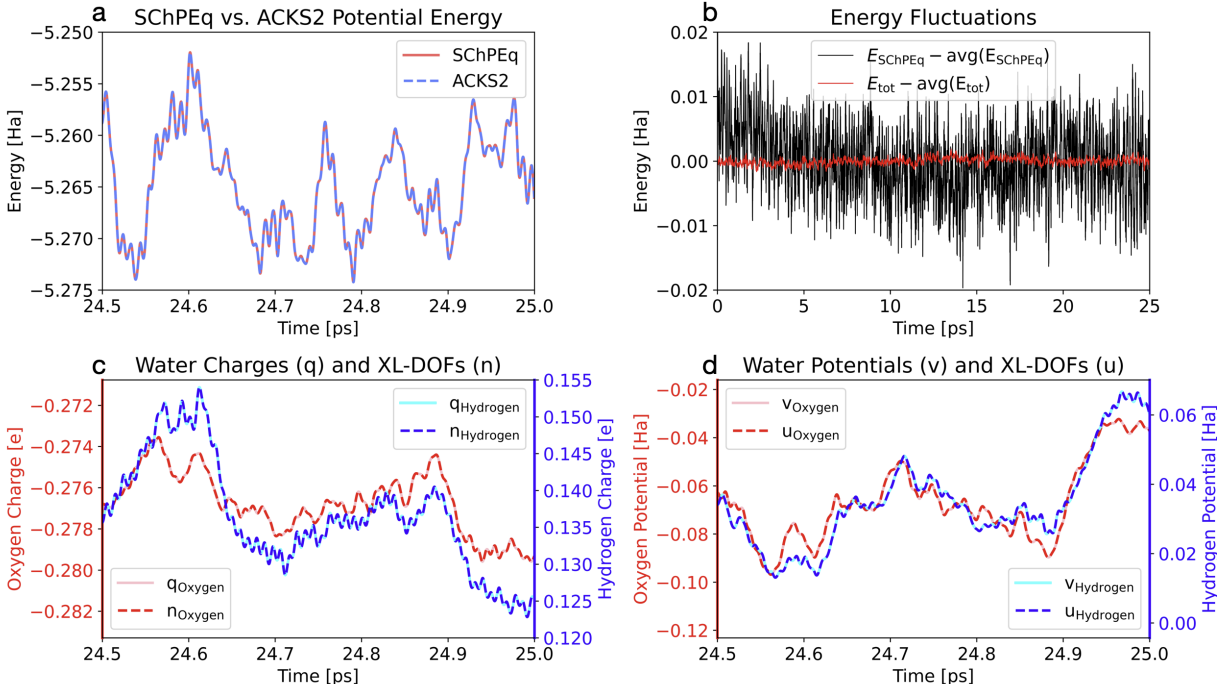 a
SChPEq vs. ACKS2 Potential Energy
−5.250
−5.255
−5.260
−5.265
−5.270
−5.275
Energy [Ha]
SChPEq
ACKS2
24.5 24.6 24.7 24.8 24.9 25.0
Time [ps]
b
Energy Fluctuations
0.02
0.01
0.00
−0.01
−0.02
Energy [Ha]
E_SChPEq − avg(E_SChPEq)
E_tot − avg(E_tot)
0 5 10 15 20 25
Time [ps]
c
Water Charges (q) and XL-DOFs (n)
−0.272
−0.274
−0.276
−0.278
−0.280
−0.282
Oxygen Charge [e]
q_Hydrogen
n_Hydrogen
q_Oxygen
n_Oxygen
0.155
0.150
0.145
0.140
0.135
0.130
0.125
0.120
Hydrogen Charge [e]
24.5 24.6 24.7 24.8 24.9 25.0
Time [ps]
d
Water Potentials (v) and XL-DOFs (u)
−0.02
−0.04
−0.06
−0.08
−0.10
−0.12
Oxygen Potential [Ha]
v_Oxygen
u_Oxygen
v_Hydrogen
u_Hydrogen
0.06
0.04
0.02
0.00
Hydrogen Potential [Ha]
24.5 24.6 24.7 24.8 24.9 25.0
Time [ps]